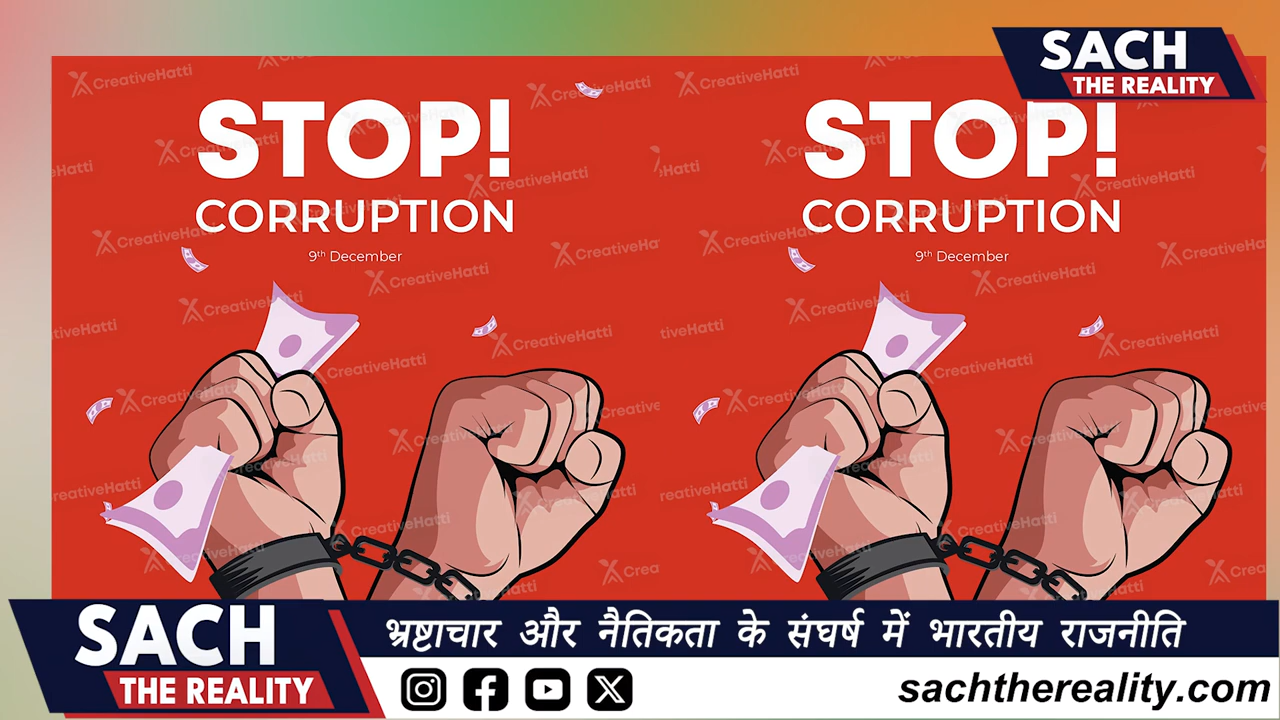 SACH
THE REALITY
STOP!
CORRUPTION
9th December
STOP!
CORRUPTION
9th December
CreativeHatti
SACH
THE REALITY
भ्रष्टाचार और नैतिकता के संघर्ष में भारतीय राजनीति
sachthereality.com